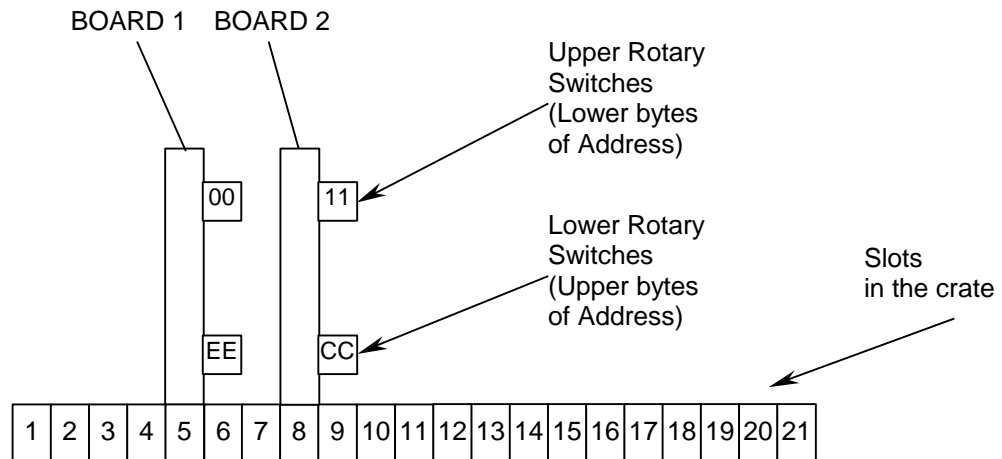 BOARD 1 BOARD 2
Upper Rotary
Switches
(Lower bytes
of Address)
00 11
Lower Rotary
Switches
(Upper bytes
of Address)
Slots
in the crate
EE CC
1 2 3 4 5 6 7 8 9 10 11 12 13 14 15 16 17 18 19 20 21